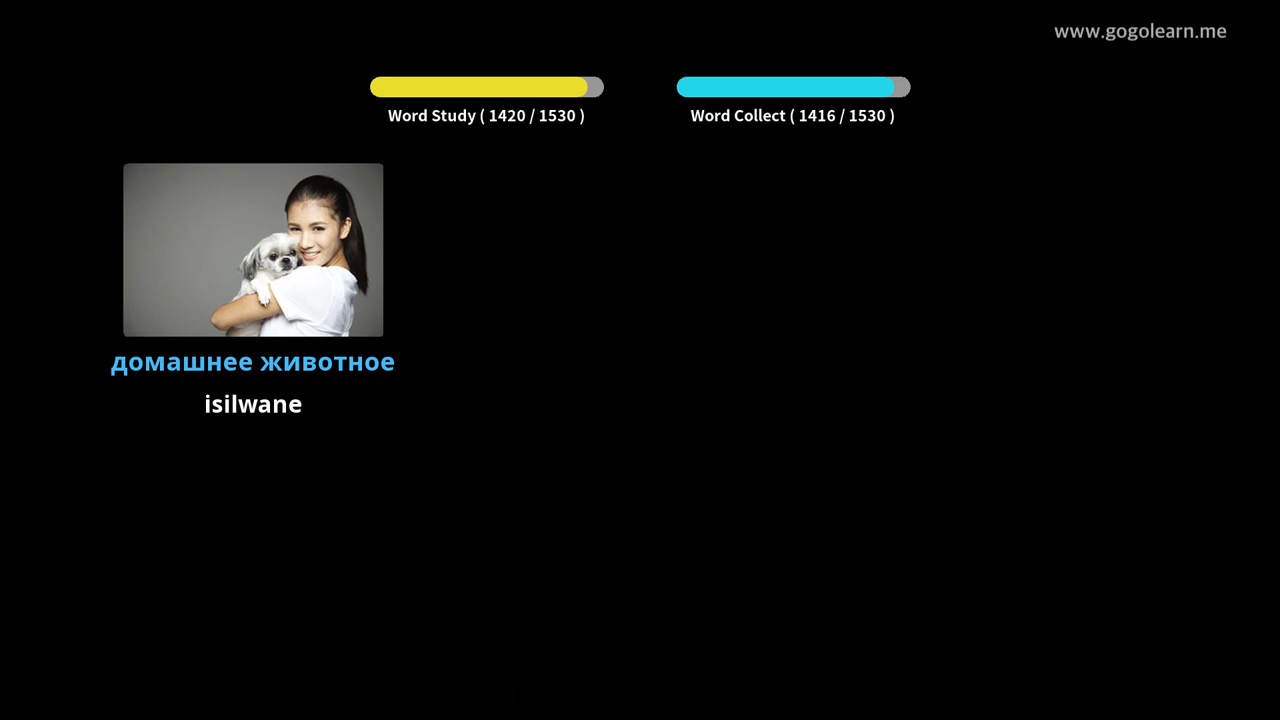 www.gogolearn.me
Word Study ( 1420 / 1530 )
Word Collect ( 1416 / 1530 )
домашнее животное
isilwane